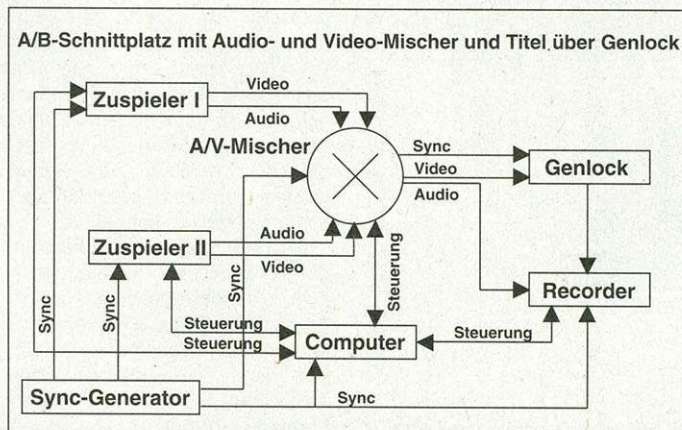 A/B-Schnittplatz mit Audio- und Video-Mischer und Titel über Genlock
Video
Zuspieler I
Audio
A/V-Mischer
Sync
Video
Genlock
Audio
Audio
Zuspieler II
Video
Sync
Steuerung
Recorder
Sync
Sync
Steuerung
Steuerung
Computer
Steuerung
Sync-Generator
Sync